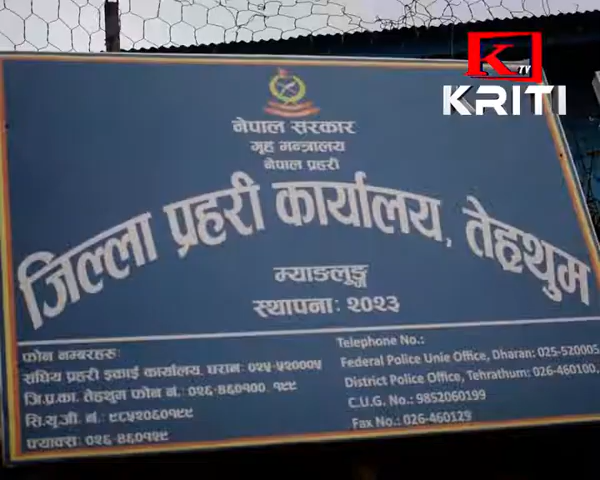 K TV
KRITI
नेपाल सरकार
गृह मन्त्रालय
नेपाल प्रहरी
जिल्ला प्रहरी कार्यालय, तेह्रथुम
म्याङलुङ्ग
स्थापना: २०२३
फोन नम्बरहरु:
संघिय प्रहरी इकाई कार्यालय, धरान: ०२५-५२०००५
जि.प्र.का. तेह्रथुम फोन नं.: ०२६-४६०१००, १९९
सि.यु.जी. नं.: ९८५२०६०१९९
फ्याक्स: ०२६-४६०१२९
Telephone No.:
Federal Police Unie Office, Dharan: 025-520005
District Police Office, Tehrathum: 026-460100,
C.U.G. No.: 9852060199
Fax No.: 026-460129